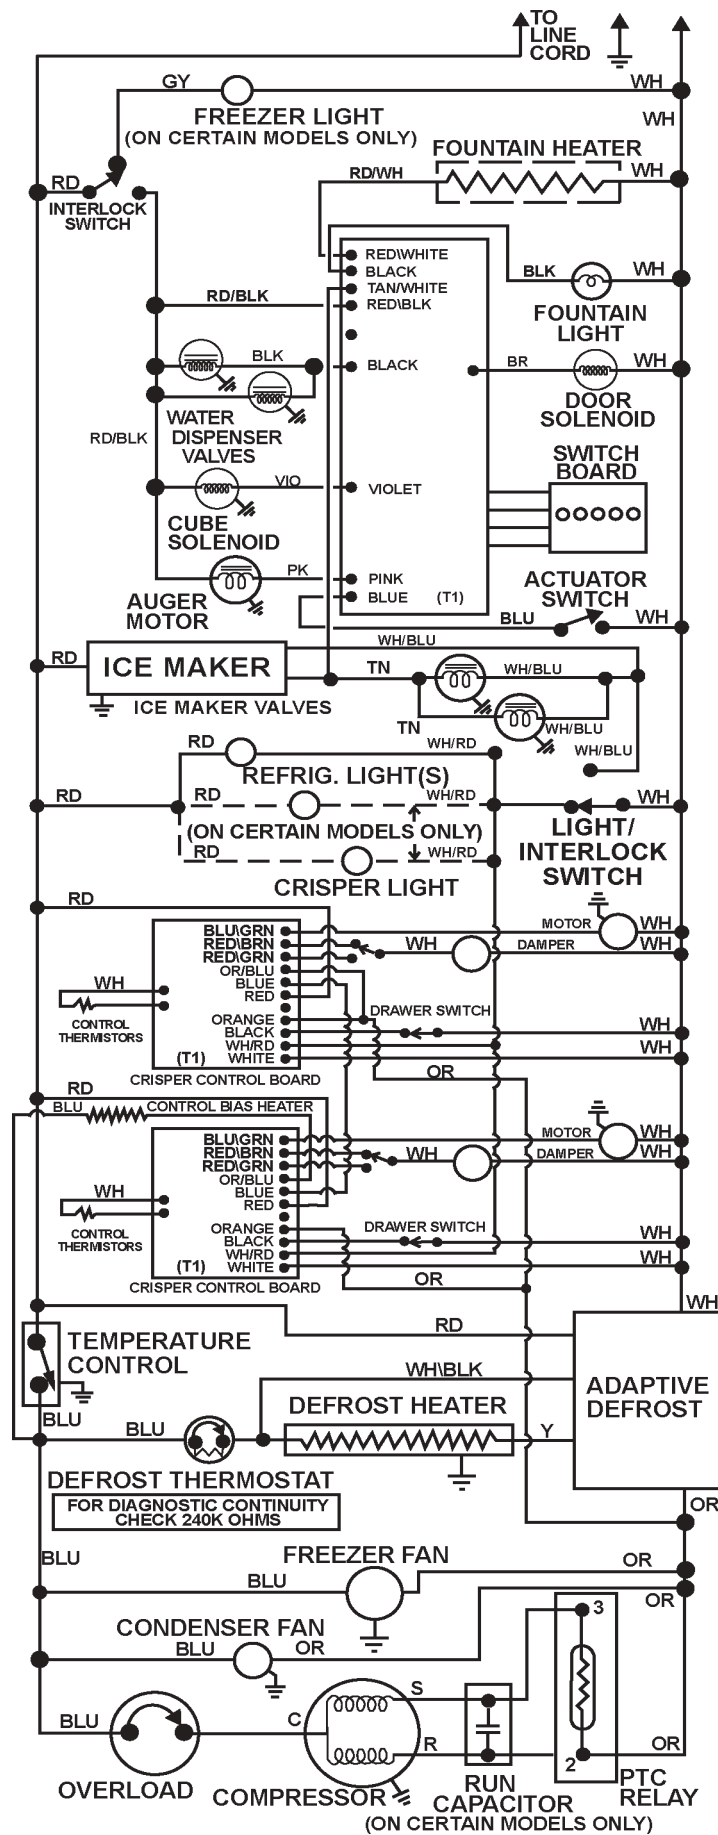 TO
LINE
CORD
GY
WH
FREEZER LIGHT
(ON CERTAIN MODELS ONLY)
WH
FOUNTAIN HEATER
RD/WH
WH
RD
INTERLOCK
SWITCH
RED\WHITE
BLACK
TAN/WHITE
RED\BLK
RD/BLK
BLK
WH
FOUNTAIN
LIGHT
BLK
BLACK
BR
WH
DOOR
SOLENOID
WATER
DISPENSER
VALVES
RD/BLK
SWITCH
BOARD
VIO
VIOLET
CUBE
SOLENOID
PK
PINK
BLUE
(T1)
AUGER
MOTOR
ACTUATOR
SWITCH
BLU
WH
WH/BLU
RD
ICE MAKER
TN
WH/BLU
ICE MAKER VALVES
TN
WH/BLU
WH/BLU
RD
WH/RD
REFRIG. LIGHT(S)
RD
RD
WH/RD
WH
(ON CERTAIN MODELS ONLY)
RD
WH/RD
CRISPER LIGHT
LIGHT/
INTERLOCK
SWITCH
RD
BLU\GRN
RED\BRN
RED\GRN
OR/BLU
BLUE
RED
ORANGE
BLACK
WH/RD
WHITE
MOTOR
WH
WH
DAMPER
WH
WH
CONTROL
THERMISTORS
DRAWER SWITCH
WH
WH
(T1)
CRISPER CONTROL BOARD
OR
RD
BLU
CONTROL BIAS HEATER
BLU\GRN
RED\BRN
RED\GRN
OR/BLU
BLUE
RED
ORANGE
BLACK
WH/RD
WHITE
MOTOR
WH
WH
DAMPER
WH
WH
CONTROL
THERMISTORS
DRAWER SWITCH
WH
WH
(T1)
CRISPER CONTROL BOARD
OR
WH
RD
TEMPERATURE
CONTROL
WH\BLK
ADAPTIVE
DEFROST
BLU
BLU
DEFROST HEATER
Y
DEFROST THERMOSTAT
FOR DIAGNOSTIC CONTINUITY
CHECK 240K OHMS
OR
BLU
FREEZER FAN
BLU
OR
OR
CONDENSER FAN
BLU
OR
3
S
BLU
C
R
OR
2
OVERLOAD
COMPRESSOR
RUN
CAPACITOR
(ON CERTAIN MODELS ONLY)
PTC
RELAY